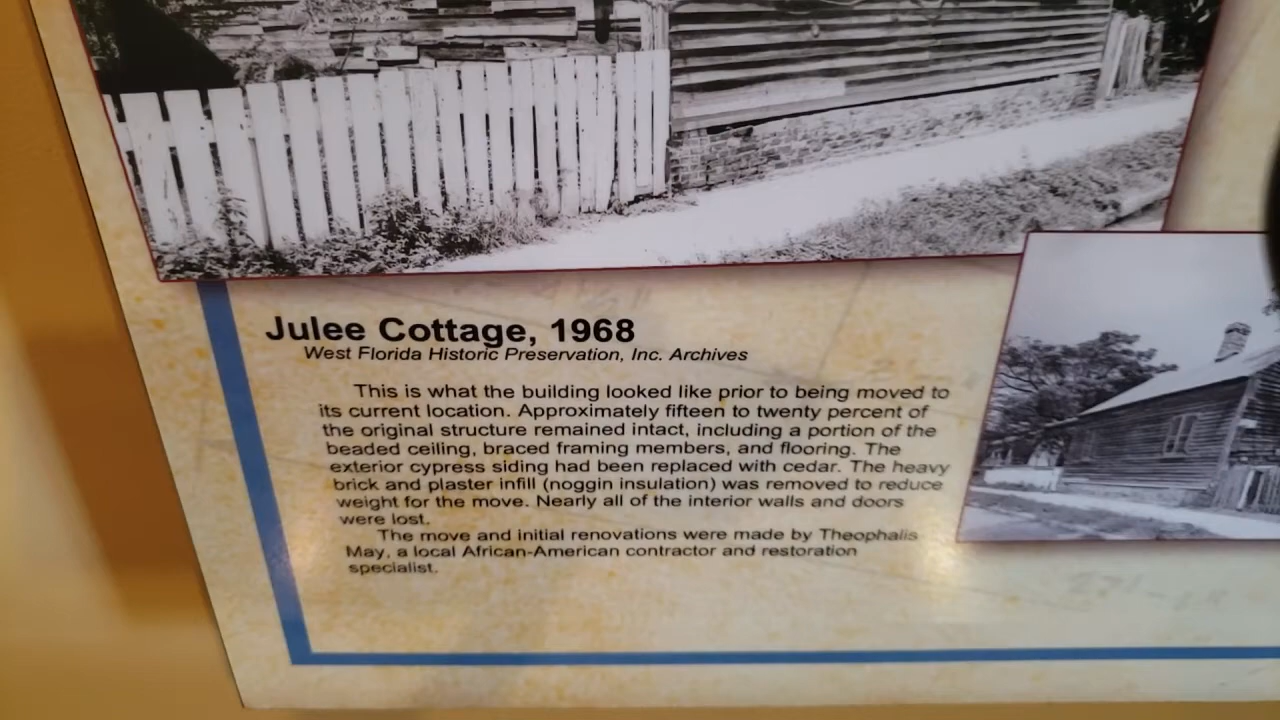 Julee Cottage, 1968
West Florida Historic Preservation, Inc. Archives
This is what the building looked like prior to being moved to
its current location. Approximately fifteen to twenty percent of
the original structure remained intact, including a portion of the
beaded ceiling, braced framing members, and flooring. The
exterior cypress siding had been replaced with cedar. The heavy
brick and plaster infill (noggin insulation) was removed to reduce
weight for the move. Nearly all of the interior walls and doors
were lost.
The move and initial renovations were made by Theophalis
May, a local African-American contractor and restoration
specialist.